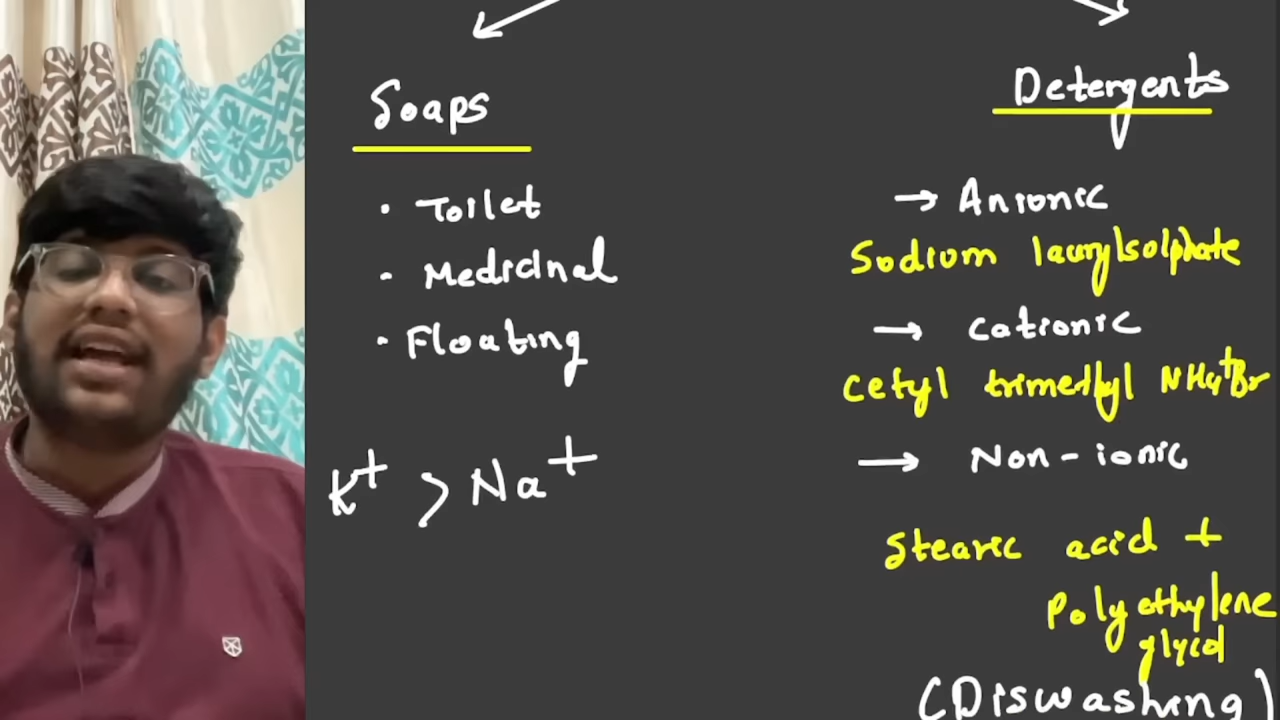 Soaps
· Toilet
· Medicinal
· Floating
K+ > Na+
Detergents
→ Anionic
Sodium laurylsolphate
→ cationic
Cetyl trimethyl NH4+Br
→ Non-ionic
Stearic acid +
Polyethylene
glycol
(Diswashing)